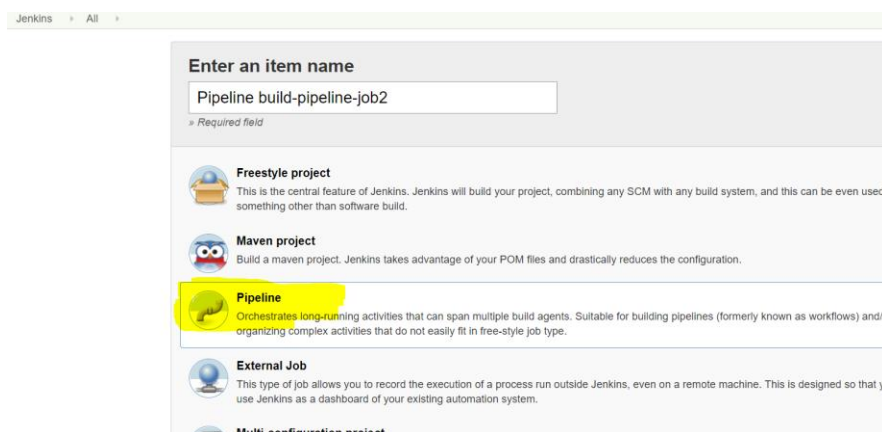 Jenkins All
Enter an item name
Pipeline build-pipeline-job2
» Required field
Freestyle project
This is the central feature of Jenkins. Jenkins will build your project, combining any SCM with any build system, and this can be even used
something other than software build.
Maven project
Build a maven project. Jenkins takes advantage of your POM files and drastically reduces the configuration.
Pipeline
Orchestrates long-running activities that can span multiple build agents. Suitable for building pipelines (formerly known as workflows) and/
organizing complex activities that do not easily fit in free-style job type.
External Job
This type of job allows you to record the execution of a process run outside Jenkins, even on a remote machine. This is designed so that
use Jenkins as a dashboard of your existing automation system.
Multi-configuration project